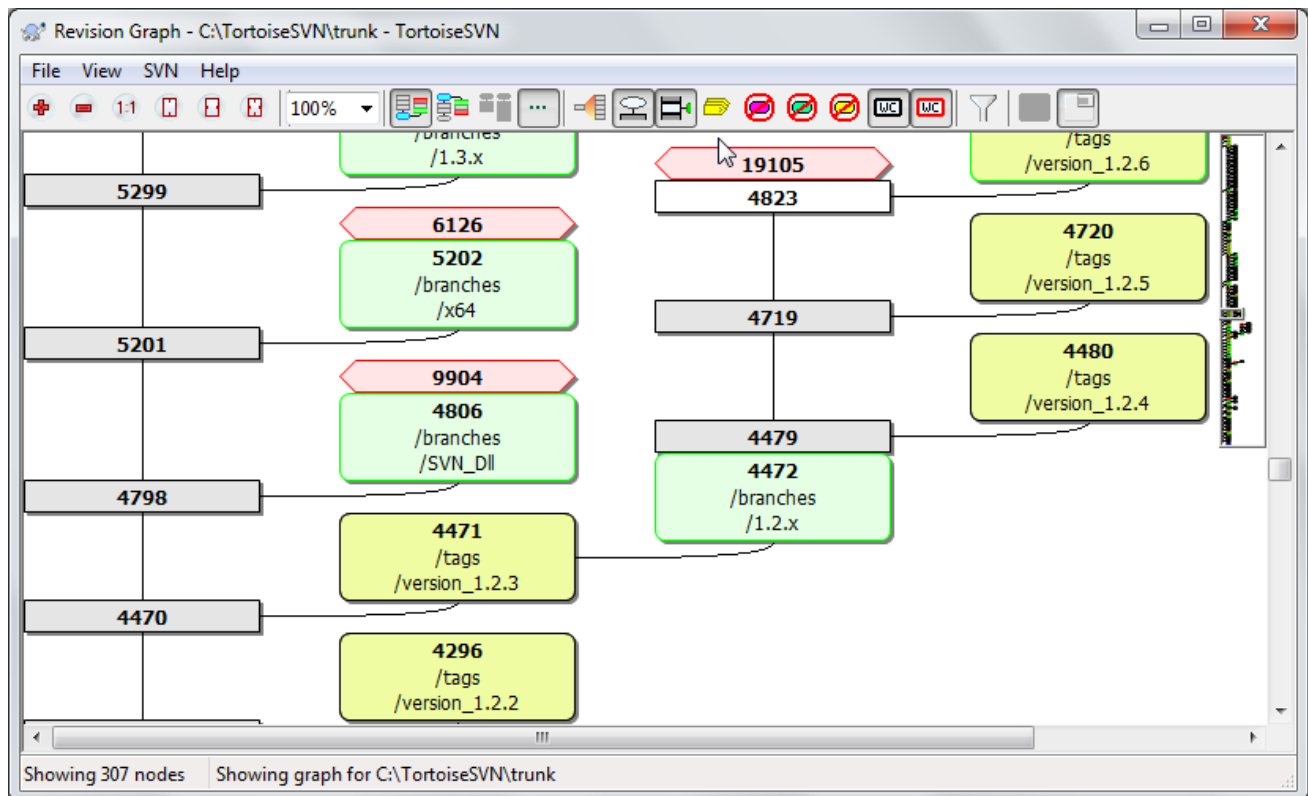 Revision Graph - C:\TortoiseSVN\trunk - TortoiseSVN
File View SVN Help
1:1 100% ... WC WC
/branches
/1.3.x
19105
4823
/tags
/version_1.2.6
5299
6126
5202
/branches
/x64
4720
/tags
/version_1.2.5
4719
5201
4480
/tags
/version_1.2.4
9904
4806
/branches
/SVN_Dll
4479
4472
/branches
/1.2.x
4798
4471
/tags
/version_1.2.3
4470
4296
/tags
/version_1.2.2
Showing 307 nodes Showing graph for C:\TortoiseSVN\trunk